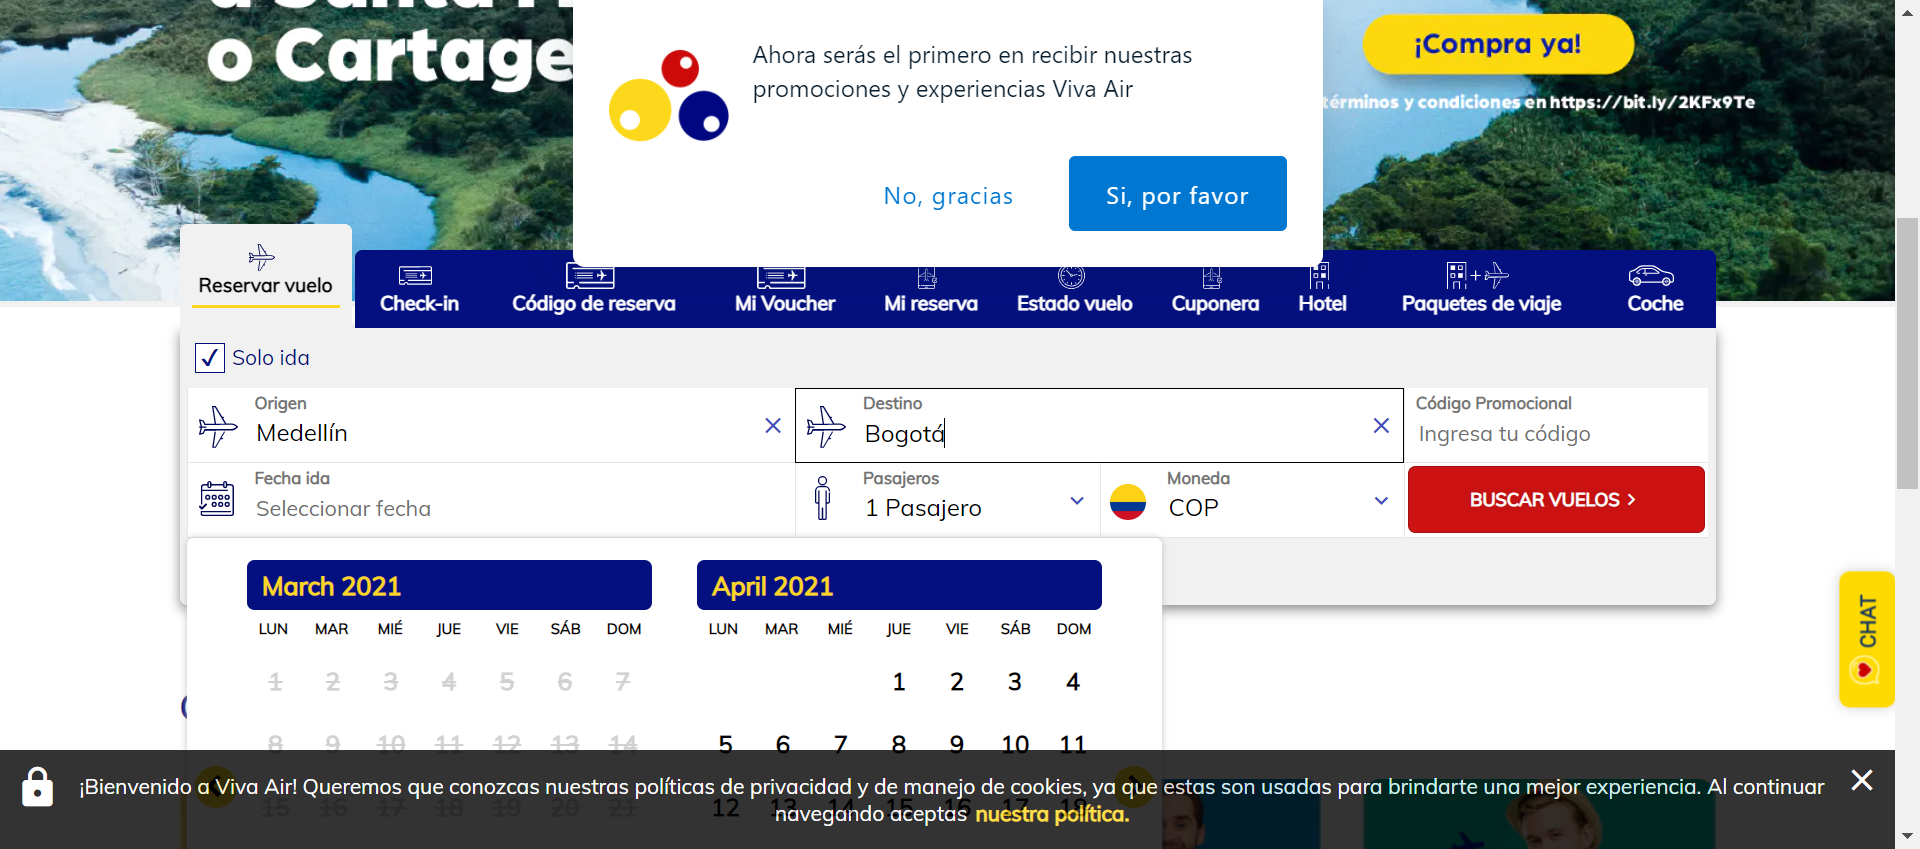 o Cartage
Ahora serás el primero en recibir nuestras
promociones y experiencias Viva Air
No, gracias
Si, por favor
¡Compra ya!
términos y condiciones en https://bit.ly/2KFx9Te
Reservar vuelo
Check-in
Código de reserva
Mi Voucher
Mi reserva
Estado vuelo
Cuponera
Hotel
Paquetes de viaje
Coche
Solo ida
Origen
Medellín
Destino
Bogotá
Código Promocional
Ingresa tu código
Fecha ida
Seleccionar fecha
Pasajeros
1 Pasajero
Moneda
COP
BUSCAR VUELOS
March 2021
LUN MAR MIÉ JUE VIE SÁB DOM
1 2 3 4 5 6 7
8 9 10 11 12 13 14
15 16 17 18 19 20 21
April 2021
LUN MAR MIÉ JUE VIE SÁB DOM
1 2 3 4
5 6 7 8 9 10 11
12 13 14 15 16 17 18
CHAT
¡Bienvenido a Viva Air! Queremos que conozcas nuestras políticas de privacidad y de manejo de cookies, ya que estas son usadas para brindarte una mejor experiencia. Al continuar
navegando aceptas nuestra política.